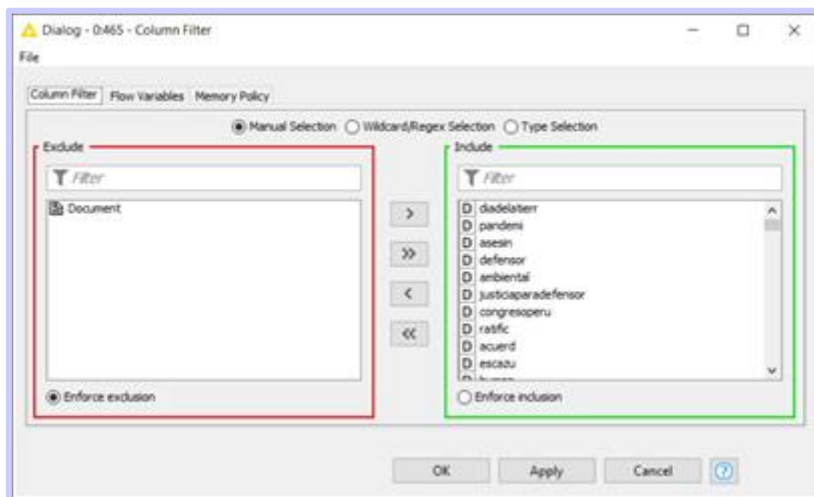 Dialog - 0:465 - Column Filter
File
Column Filter Flow Variables Memory Policy
Manual Selection Wildcard/Regex Selection Type Selection
Exclude
Filter
Document
Enforce exclusion
>
>>
<
<<
Include
Filter
D diadelatierr
D pandemi
D asesin
D defensor
D ambiental
D justiciaparadefensor
D congresoperu
D ratific
D acuerd
D escazu
Enforce inclusion
OK Apply Cancel ?